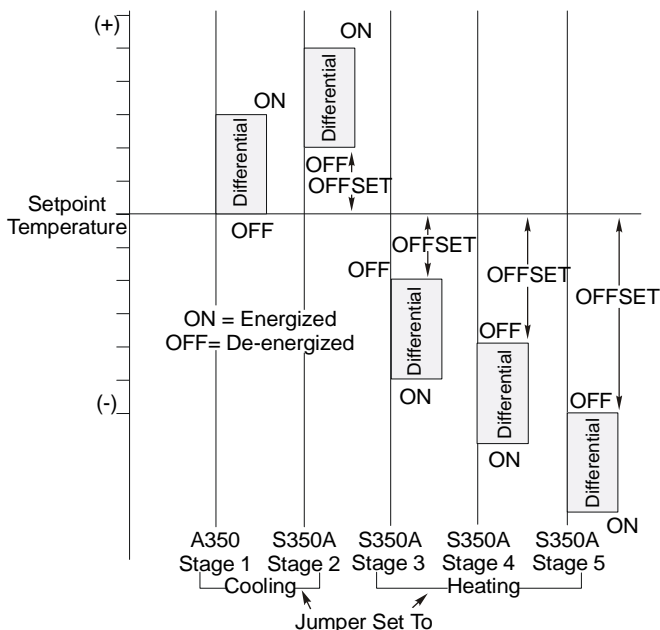 (+)
ON
ON
Differential
Differential
OFF
OFFSET
Setpoint
Temperature
OFF
OFFSET
OFF
OFFSET
OFFSET
ON = Energized
OFF= De-energized
Differential
OFF
ON
Differential
(-)
OFF
ON
Differential
ON
A350
Stage 1
S350A
Stage 2
S350A
Stage 3
S350A
Stage 4
S350A
Stage 5
Cooling
Heating
Jumper Set To